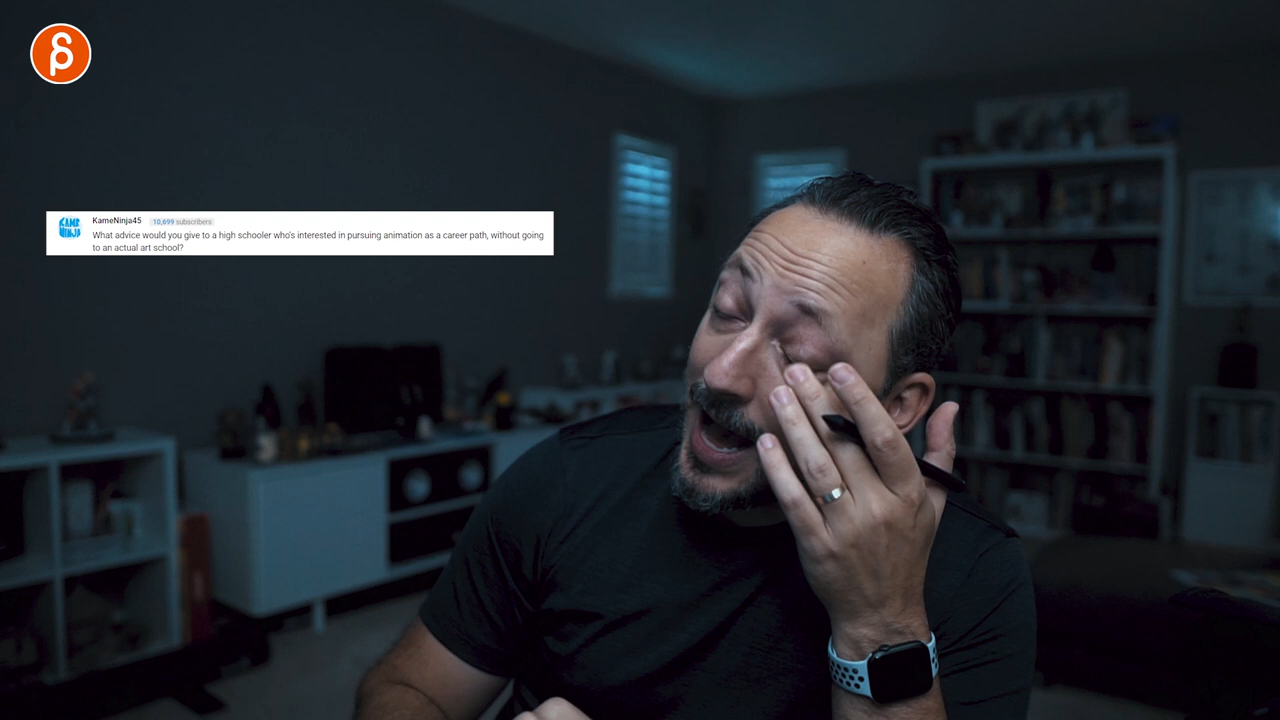 KameNinja45 10,699 subscribers
What advice would you give to a high schooler who's interested in pursuing animation as a career path, without going
to an actual art school?